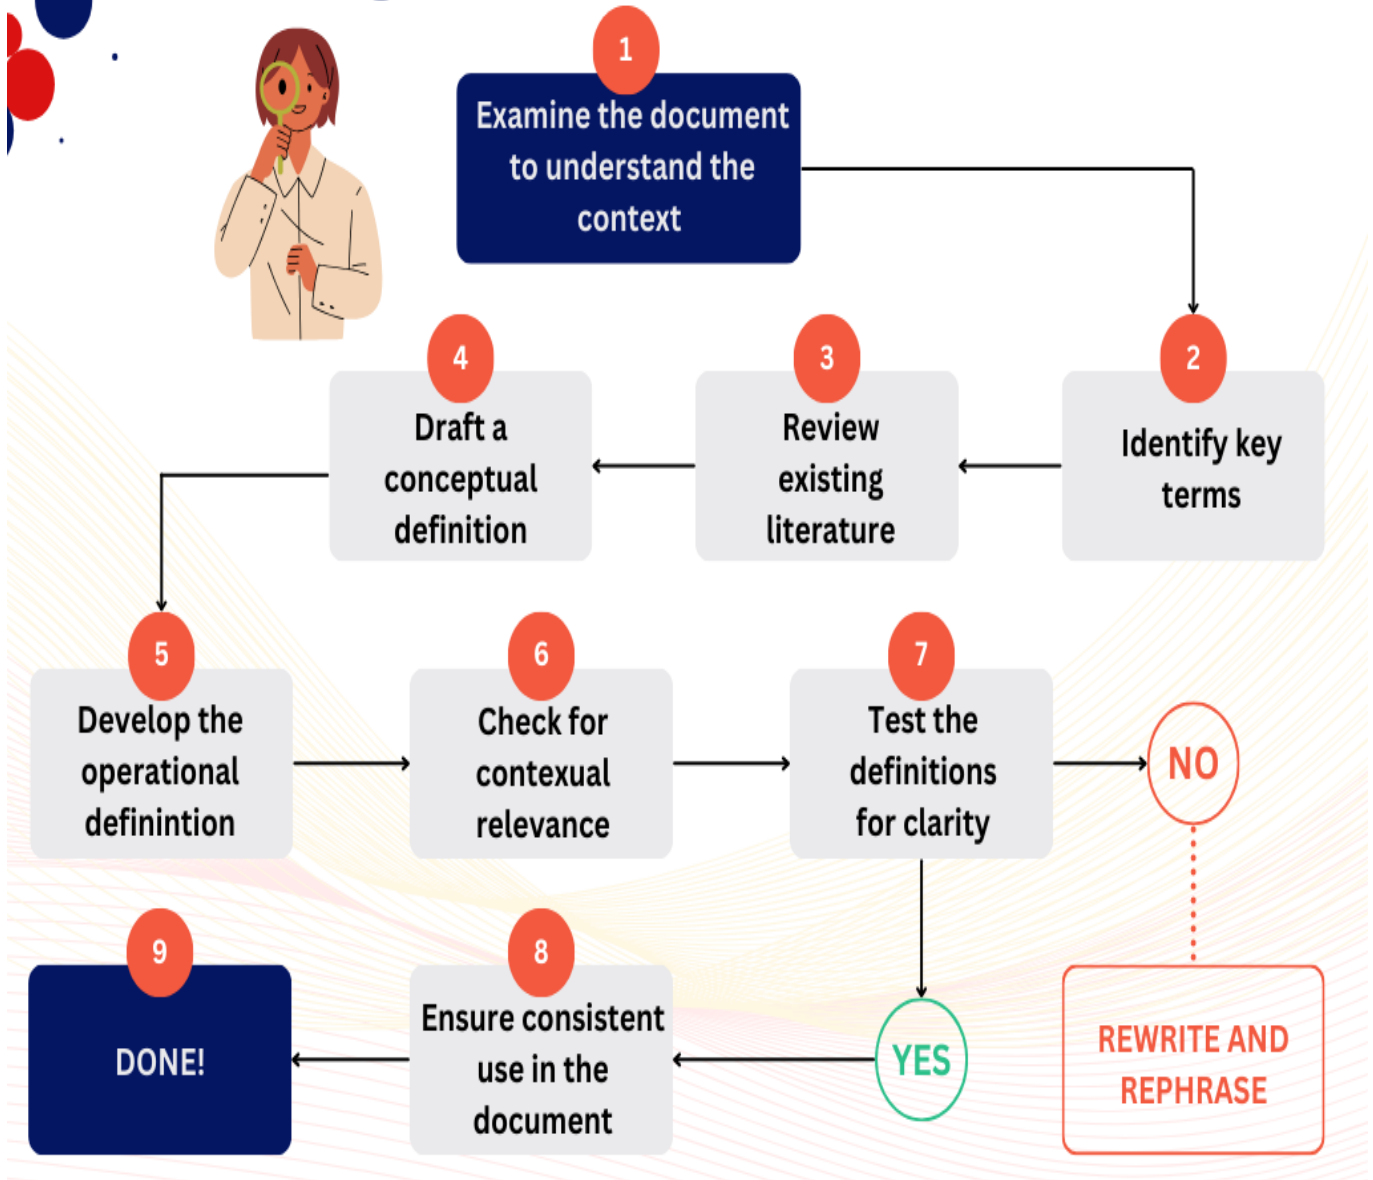 1
Examine the document
to understand the
context
2
Identify key
terms
3
Review
existing
literature
4
Draft a
conceptual
definition
5
Develop the
operational
definintion
6
Check for
contexual
relevance
7
Test the
definitions
for clarity
NO
REWRITE AND
REPHRASE
YES
8
Ensure consistent
use in the
document
9
DONE!